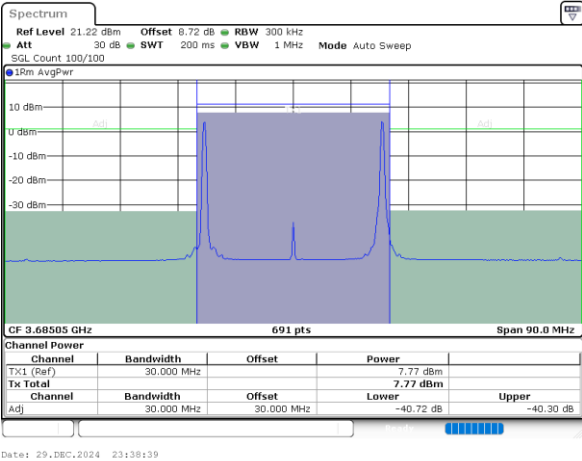 Spectrum
Ref Level 21.22 dBm Offset 8.72 dB RBW 300 kHz
Att 30 dB SWT 200 ms VBW 1 MHz Mode Auto Sweep
SGL Count 100/100
1Rm AvgPwr
10 dBm
Adj Adj
0 dBm
-10 dBm
-20 dBm
-30 dBm
CF 3.68505 GHz 691 pts Span 90.0 MHz
Channel Power
Channel Bandwidth Offset Power
TX1 (Ref) 30.000 MHz 7.77 dBm
Tx Total 7.77 dBm
Channel Bandwidth Offset Lower Upper
Adj 30.000 MHz 30.000 MHz -40.72 dB -40.30 dB
Ready
Date: 29.DEC.2024 23:38:39